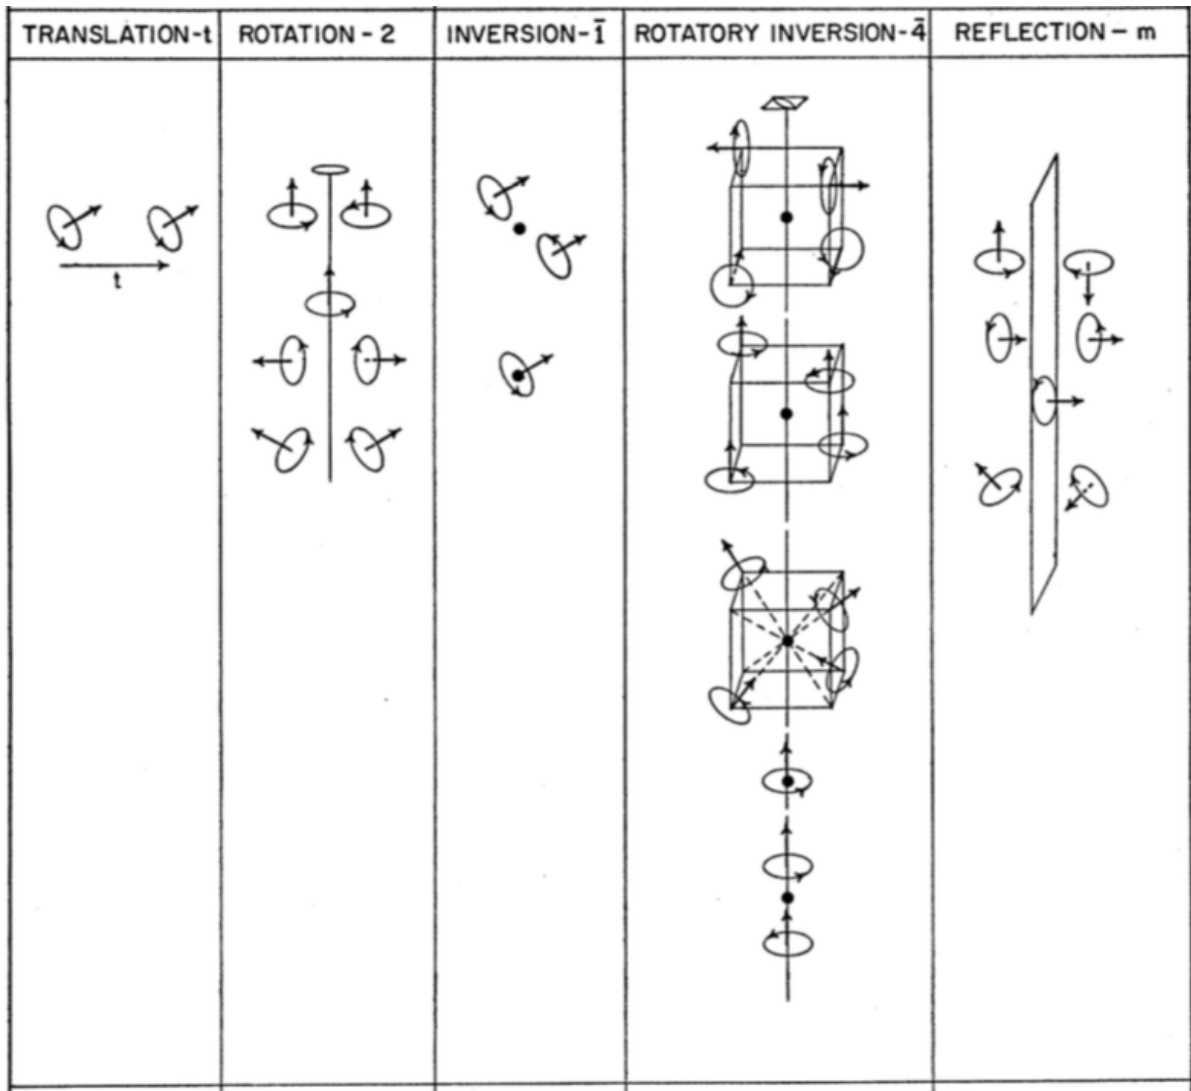 TRANSLATION-t
ROTATION - 2
INVERSION-1̄
ROTATORY INVERSION-4̄
REFLECTION - m
t